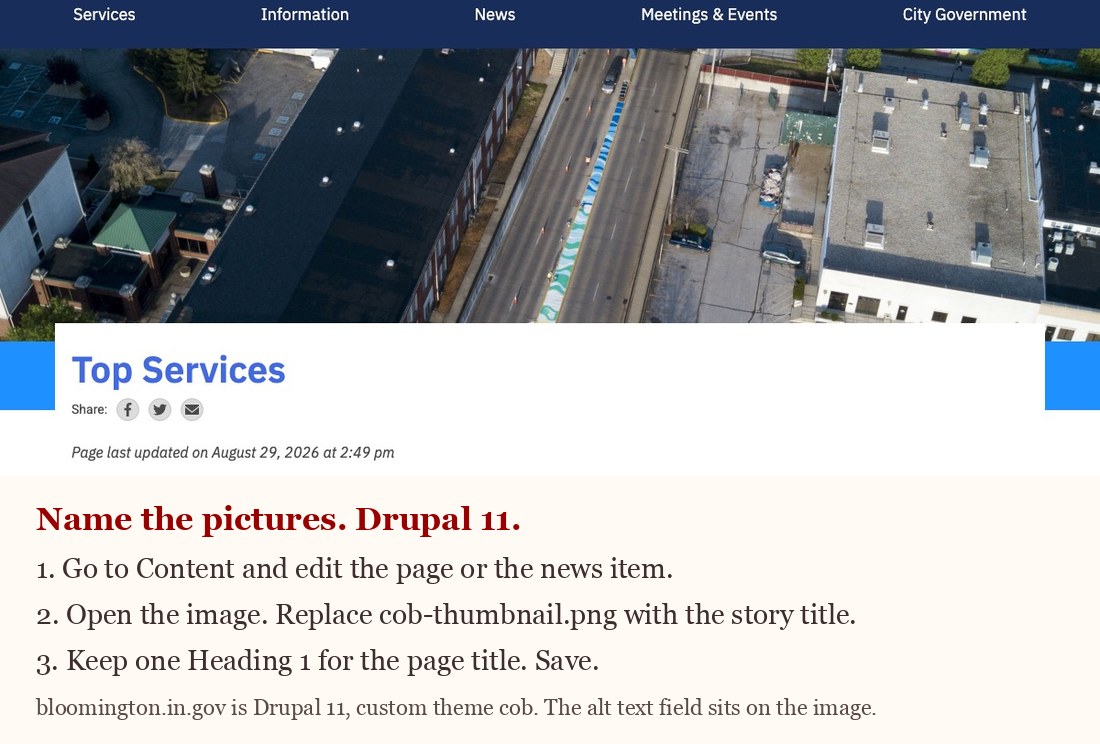 Services Information News Meetings & Events City Government
Top Services
Share:
Page last updated on August 29, 2026 at 2:49 pm
Name the pictures. Drupal 11.
1. Go to Content and edit the page or the news item.
2. Open the image. Replace cob-thumbnail.png with the story title.
3. Keep one Heading 1 for the page title. Save.
bloomington.in.gov is Drupal 11, custom theme cob. The alt text field sits on the image.